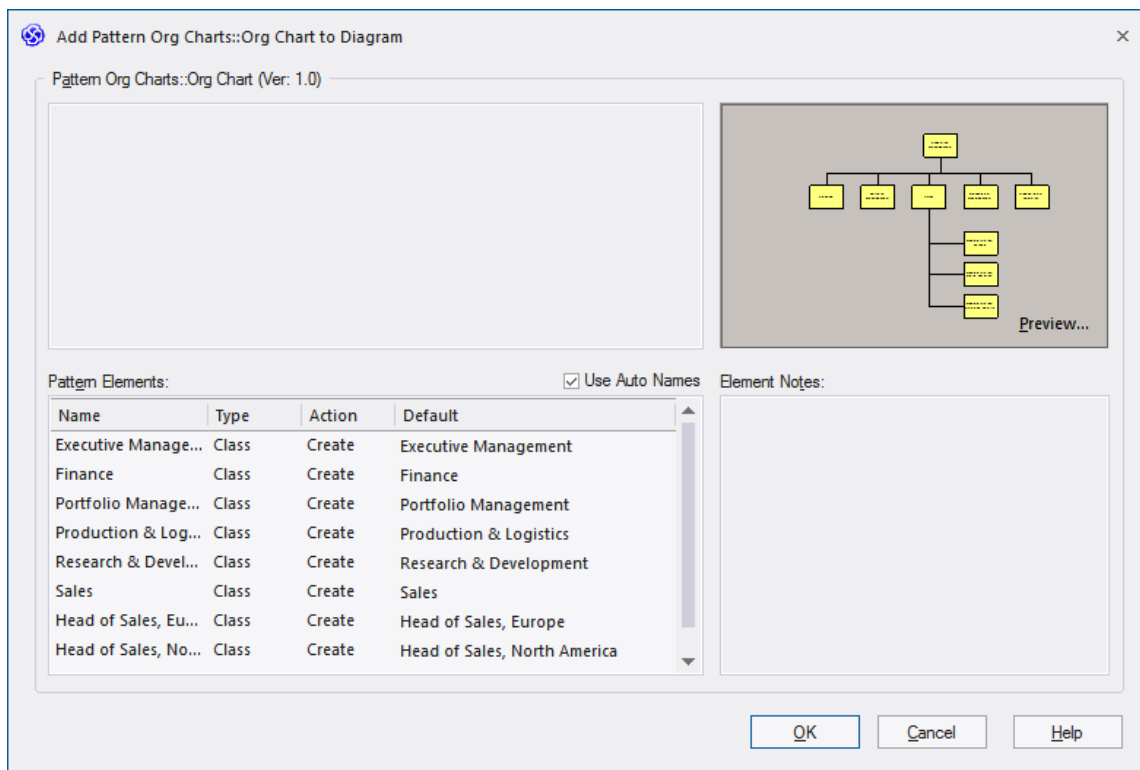 Add Pattern Org Charts::Org Chart to Diagram
Pattern Org Charts::Org Chart (Ver: 1.0)
Preview...
Pattern Elements:
Use Auto Names
Element Notes:
Name Type Action Default
Executive Manage... Class Create Executive Management
Finance Class Create Finance
Portfolio Manage... Class Create Portfolio Management
Production & Log... Class Create Production & Logistics
Research & Devel... Class Create Research & Development
Sales Class Create Sales
Head of Sales, Eu... Class Create Head of Sales, Europe
Head of Sales, No... Class Create Head of Sales, North America
OK
Cancel
Help